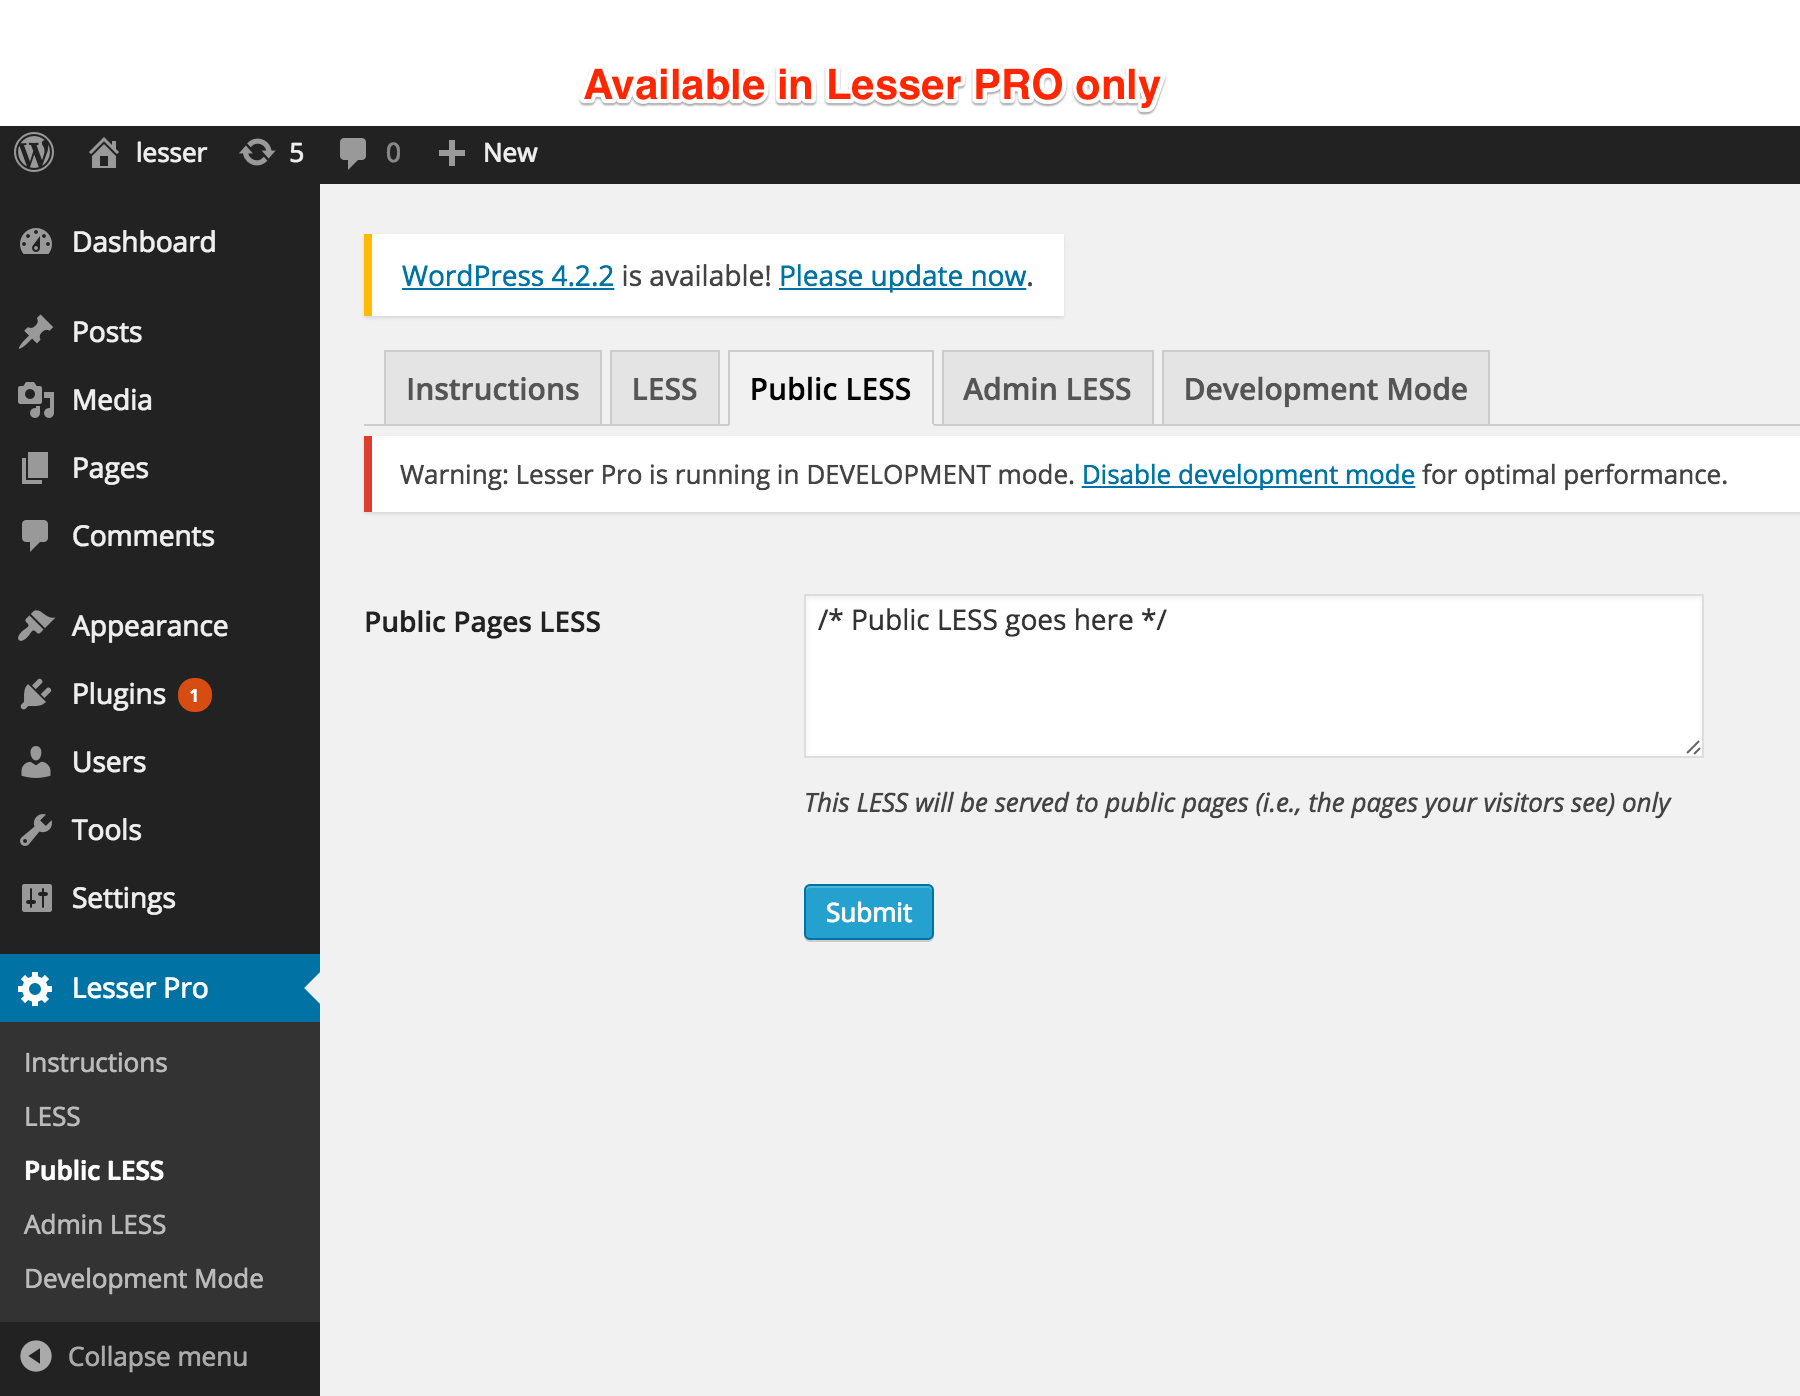 Available in Lesser PRO only
lesser 5 0 New
Dashboard
Posts
Media
Pages
Comments
Appearance
Plugins 1
Users
Tools
Settings
Lesser Pro
Instructions
LESS
Public LESS
Admin LESS
Development Mode
Collapse menu
WordPress 4.2.2 is available! Please update now.
Instructions LESS Public LESS Admin LESS Development Mode
Warning: Lesser Pro is running in DEVELOPMENT mode. Disable development mode for optimal performance.
Public Pages LESS
/* Public LESS goes here */
This LESS will be served to public pages (i.e., the pages your visitors see) only
Submit